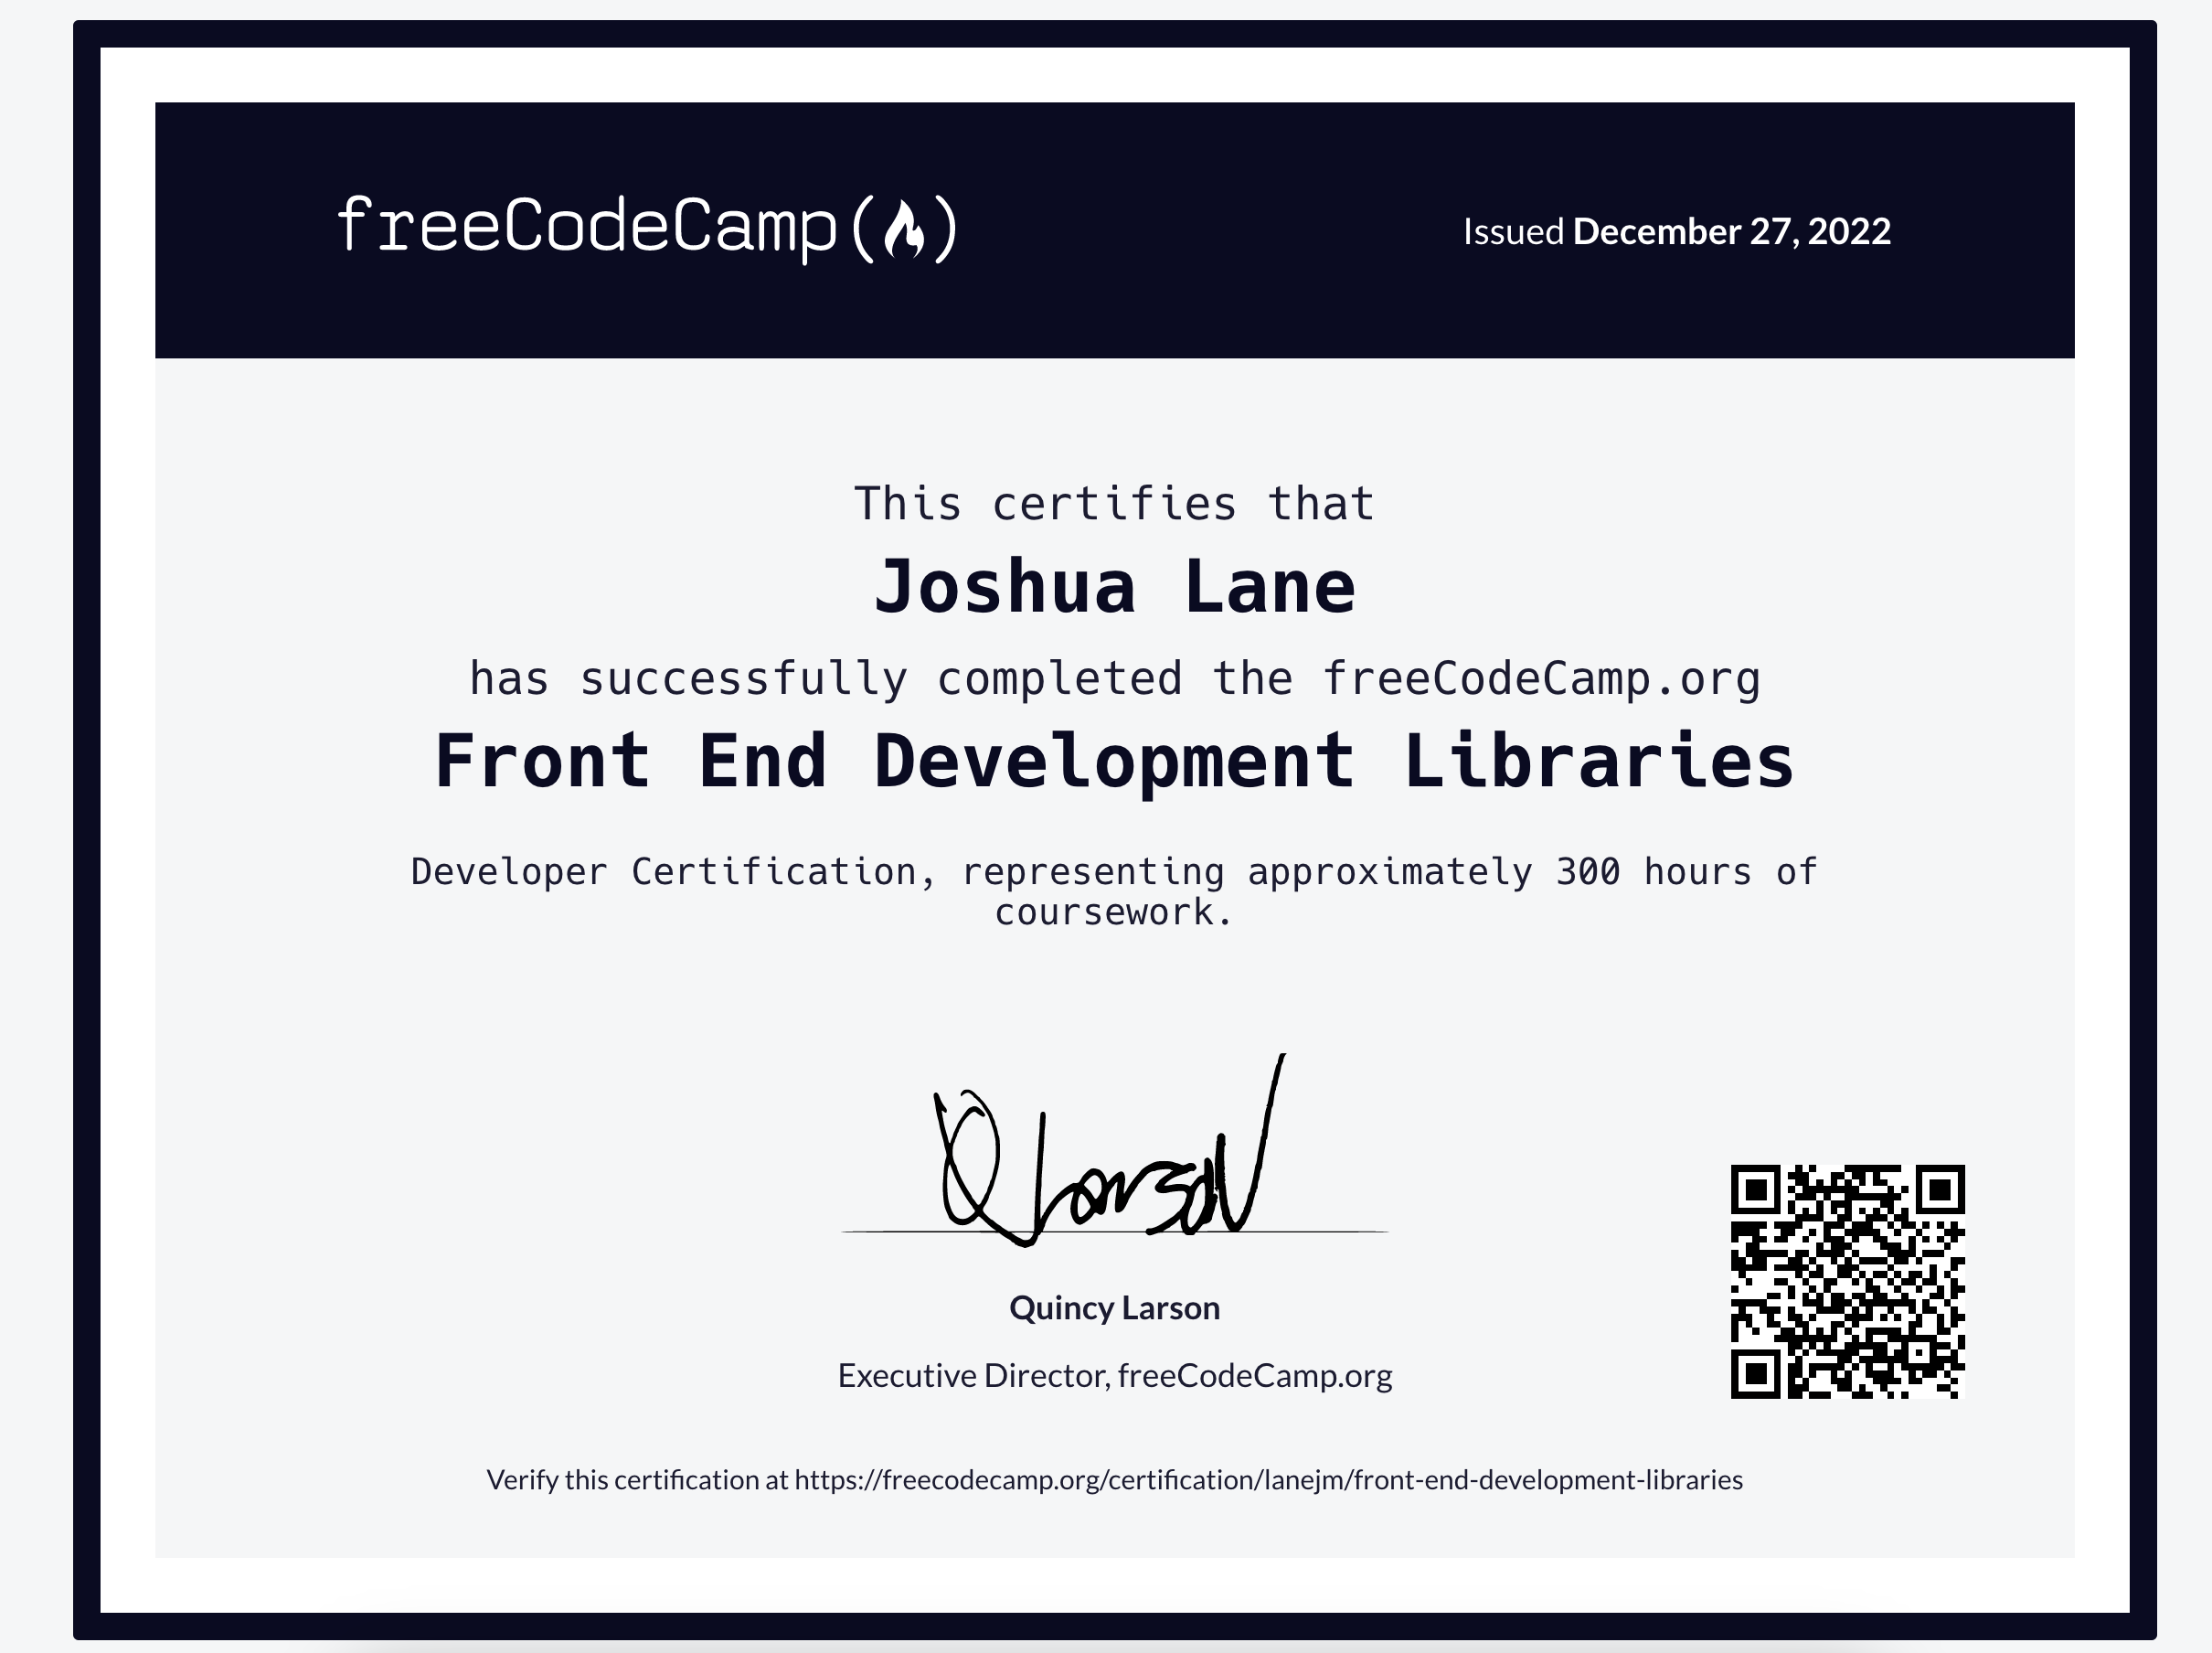 freeCodeCamp
Issued December 27, 2022
This certifies that
Joshua Lane
has successfully completed the freeCodeCamp.org
Front End Development Libraries
Developer Certification, representing approximately 300 hours of
coursework.
Q Larson
Quincy Larson
Executive Director, freeCodeCamp.org
Verify this certification at https://freecodecamp.org/certification/lanejm/front-end-development-libraries